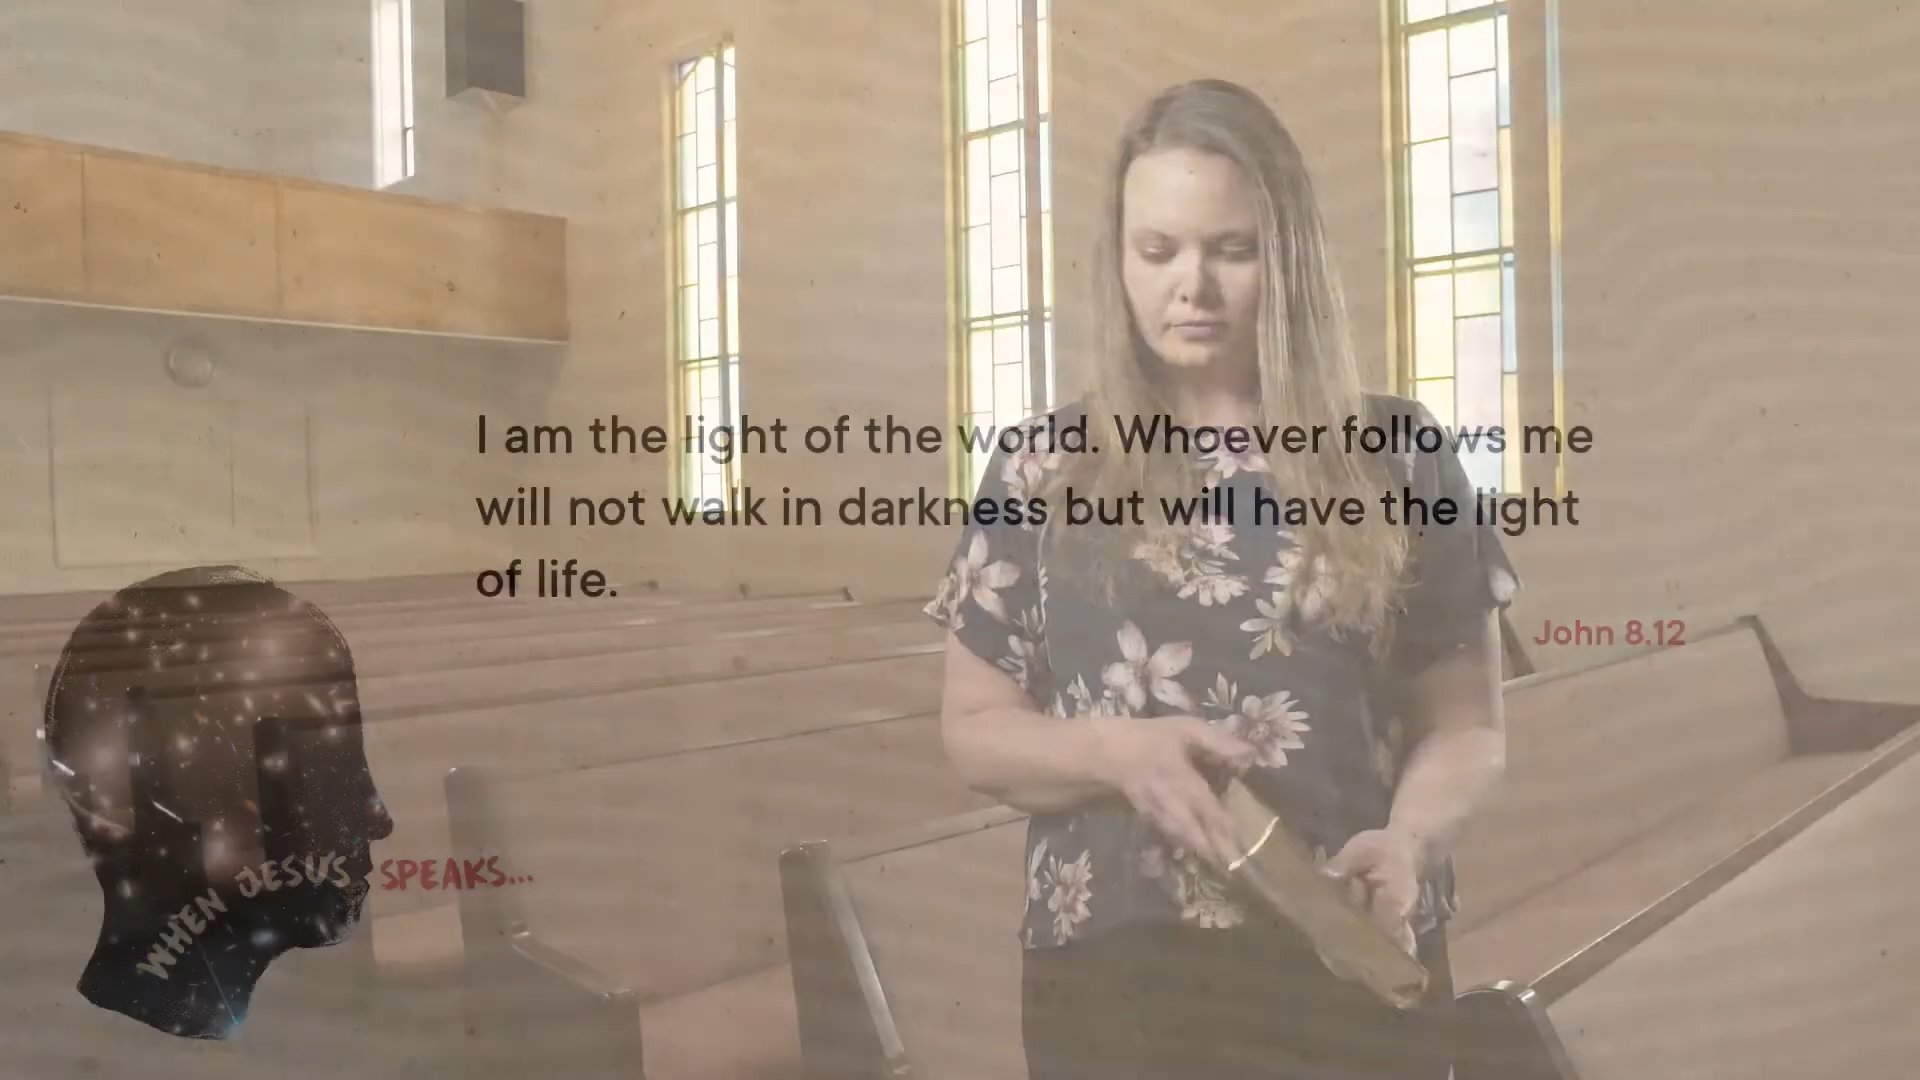 I am the light of the world. Whoever follows me
will not walk in darkness but will have the light
of life.
John 8.12
WHEN JESUS SPEAKS...